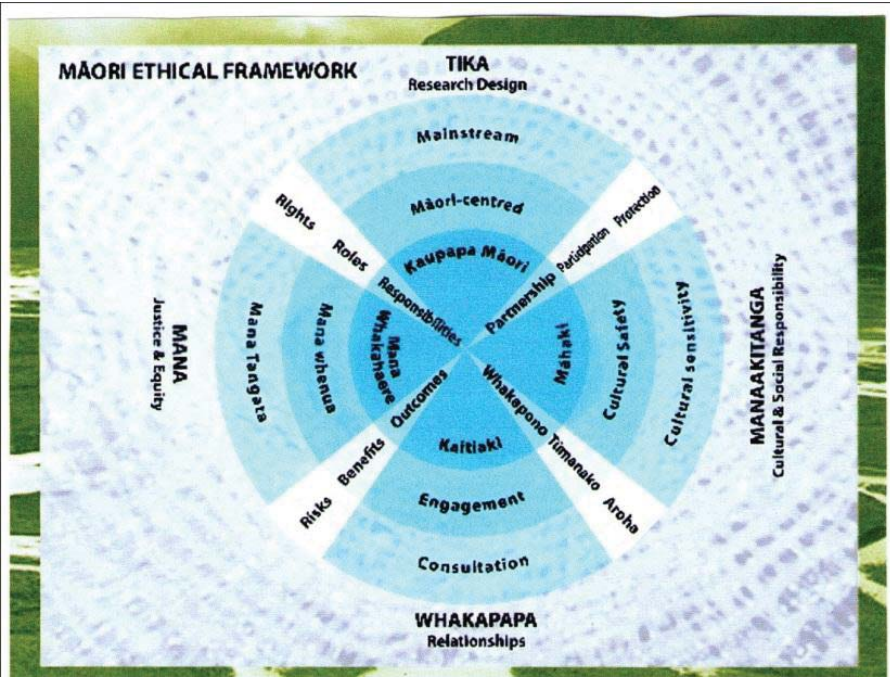 MĀORI ETHICAL FRAMEWORK
TIKA
Research Design
Mainstream
Māori-centred
Kaupapa Māori
Rights
Roles
Responsibilities
Partnership
Participation
Protection
MANA
Justice & Equity
Mana Tangata
Mana whenua
Mana
Whakahaere
Māhaki
Cultural Safety
Cultural sensitivity
MANAAKITANGA
Cultural & Social Responsibility
Outcomes
Benefits
Risks
Whakapono
Tūmanako
Aroha
Kaitiaki
Engagement
Consultation
WHAKAPAPA
Relationships